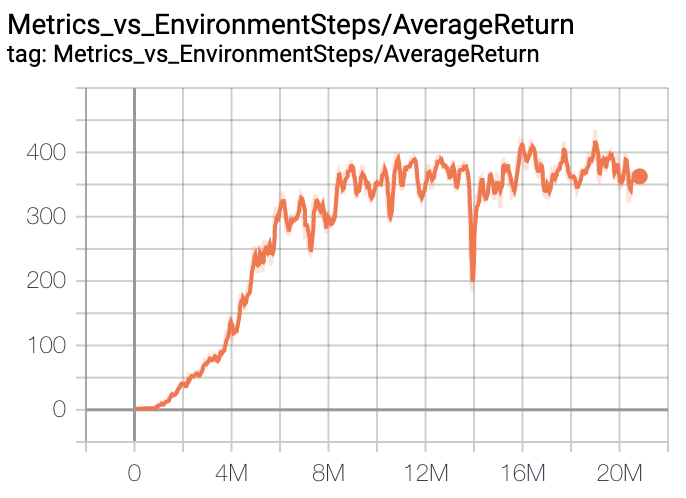 Metrics_vs_EnvironmentSteps/AverageReturn
tag: Metrics_vs_EnvironmentSteps/AverageReturn
400
300
200
100
0
0 4M 8M 12M 16M 20M